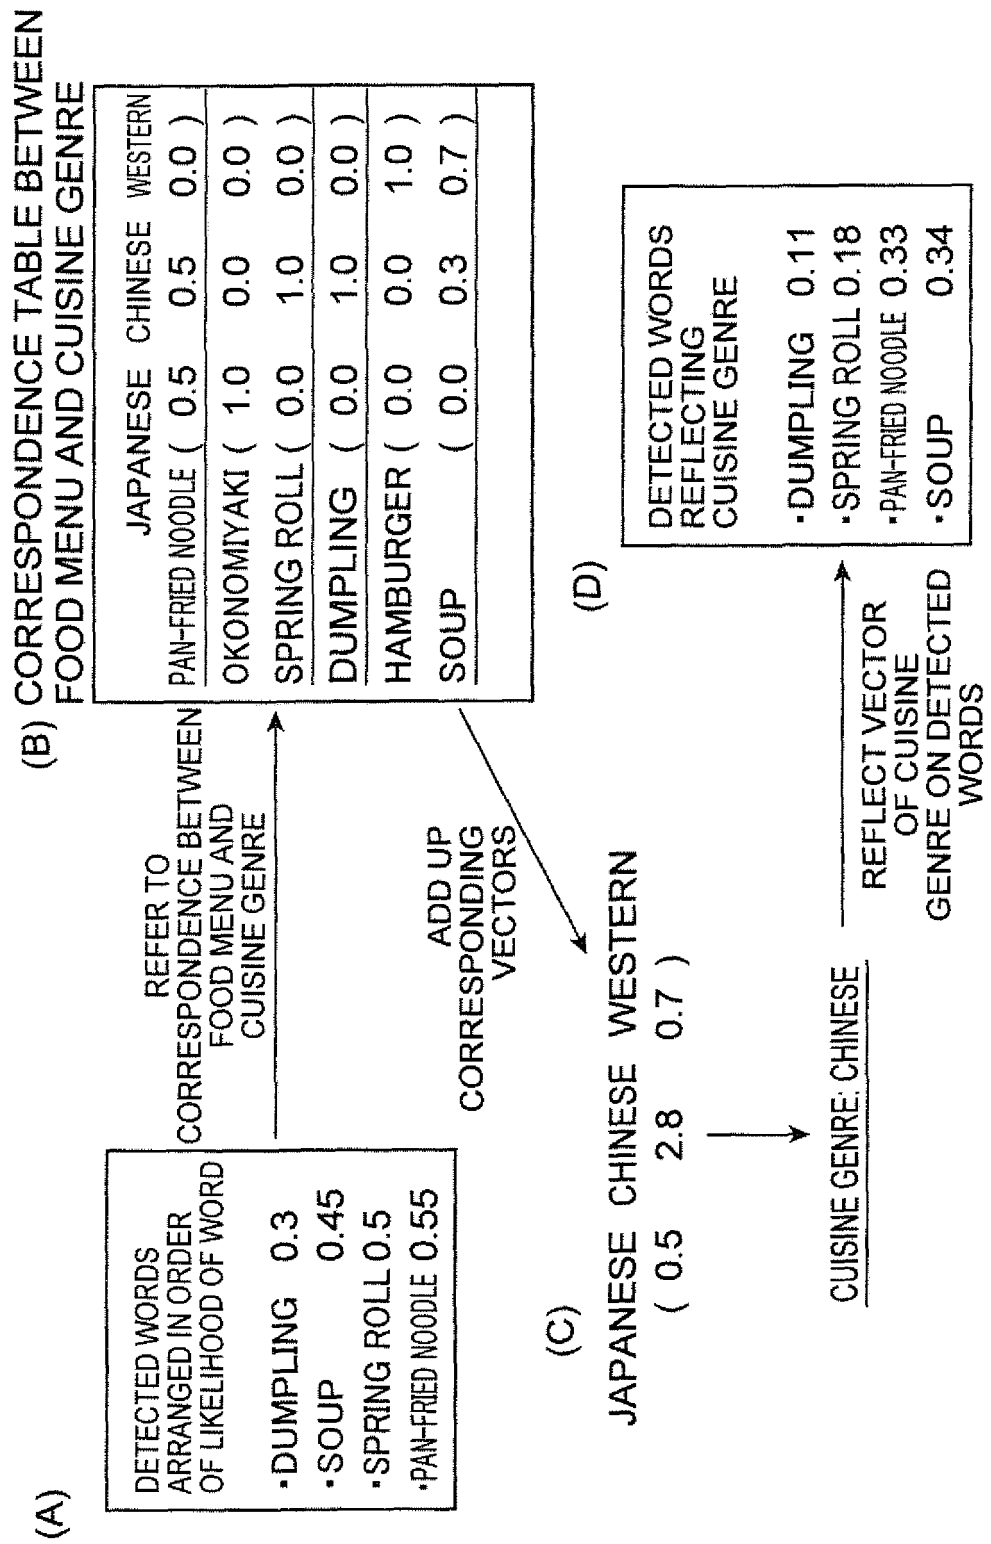 (A)
DETECTED WORDS
ARRANGED IN ORDER
OF LIKELIHOOD OF WORD
・DUMPLING 0.3
・SOUP 0.45
・SPRING ROLL 0.5
・PAN-FRIED NOODLE 0.55
REFER TO
CORRESPONDENCE BETWEEN
FOOD MENU AND
CUISINE GENRE
(B) CORRESPONDENCE TABLE BETWEEN
FOOD MENU AND CUISINE GENRE
JAPANESE CHINESE WESTERN
PAN-FRIED NOODLE ( 0.5 0.5 0.0 )
OKONOMIYAKI ( 1.0 0.0 0.0 )
SPRING ROLL ( 0.0 1.0 0.0 )
DUMPLING ( 0.0 1.0 0.0 )
HAMBURGER ( 0.0 0.0 1.0 )
SOUP ( 0.0 0.3 0.7 )
ADD UP
CORRESPONDING
VECTORS
(C)
JAPANESE CHINESE WESTERN
( 0.5 2.8 0.7 )
CUISINE GENRE: CHINESE
REFLECT VECTOR
OF CUISINE
GENRE ON DETECTED
WORDS
(D)
DETECTED WORDS
REFLECTING
CUISINE GENRE
・DUMPLING 0.11
・SPRING ROLL 0.18
・PAN-FRIED NOODLE 0.33
・SOUP 0.34